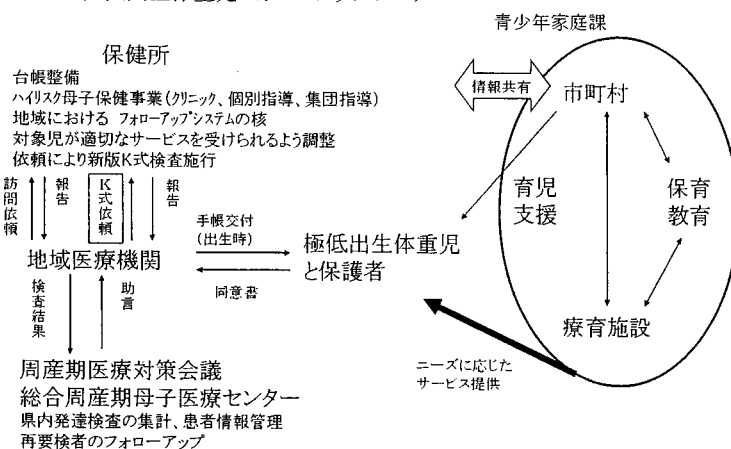 青少年家庭課
保健所
台帳整備
ハイリスク母子保健事業(クリニック、個別指導、集団指導)
地域における フォローアップシステムの核
対象児が適切なサービスを受けられるよう調整
依頼により新版K式検査施行
情報共有
市町村
訪問依頼
報告
K式依頼
報告
育児
支援
保育
教育
手帳交付
(出生時)
地域医療機関
極低出生体重児
と保護者
同意書
検査結果
助言
療育施設
ニーズに応じた
サービス提供
周産期医療対策会議
総合周産期母子医療センター
県内発達検査の集計、患者情報管理
再要検者のフォローアップ